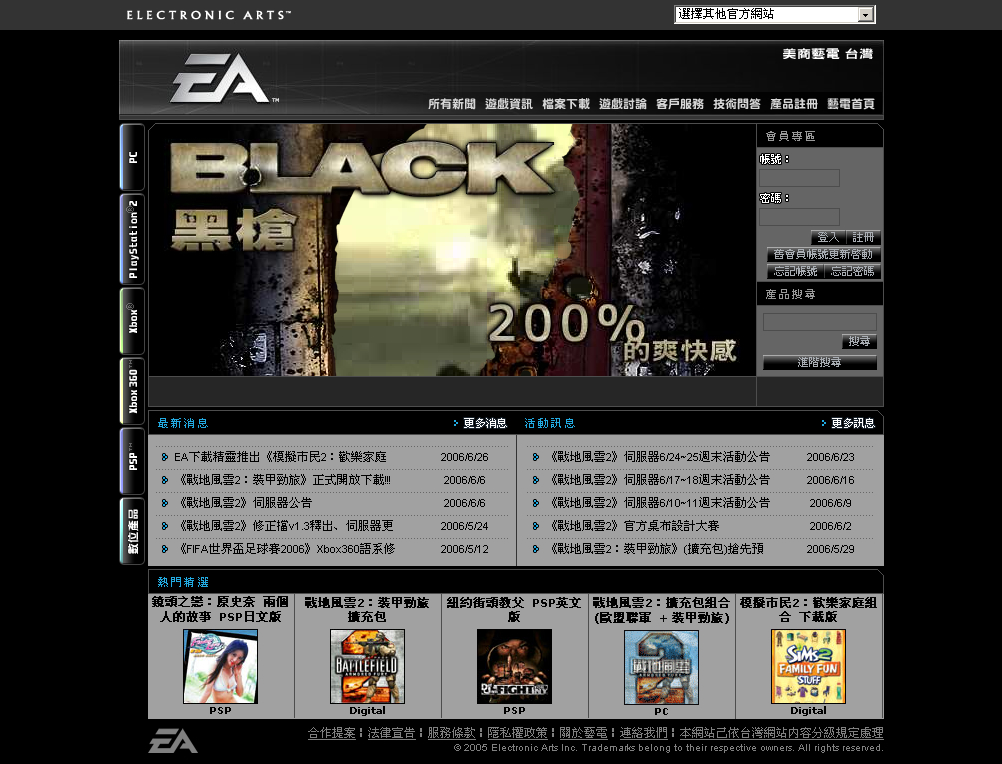 ELECTRONIC ARTS™
選擇其他官方網站
EA™
美商藝電 台灣
所有新聞 遊戲資訊 檔案下載 遊戲討論 客戶服務 技術問答 產品註冊 藝電首頁
PC
PlayStation®2
Xbox®
Xbox 360™
PSP™
數位產品
BLACK
黑槍
200%
的爽快感
會員專區
帳號：
密碼：
登入 註冊
舊會員帳號更新啓動
忘記帳號 忘記密碼
產品搜尋
搜尋
進階搜尋
最新消息 更多消息
EA下載精靈推出《模擬市民2：歡樂家庭 2006/6/26
《戰地風雲2：裝甲勁旅》正式開放下載!!! 2006/6/6
《戰地風雲2》伺服器公告 2006/6/6
《戰地風雲2》修正擋v1.3釋出、伺服器更 2006/5/24
《FIFA世界盃足球賽2006》Xbox360語系修 2006/5/12
活動訊息 更多訊息
《戰地風雲2》伺服器6/24~25週末活動公告 2006/6/23
《戰地風雲2》伺服器6/17~18週末活動公告 2006/6/16
《戰地風雲2》伺服器6/10~11週末活動公告 2006/6/9
《戰地風雲2》官方桌布設計大賽 2006/6/2
《戰地風雲2：裝甲勁旅》(擴充包)搶先預 2006/5/29
熱門精選
鏡頭之戀：原史奈 兩個
人的故事 PSP日文版
PSP
戰地風雲2：裝甲勁旅
擴充包
BATTLEFIELD
ARMORED FURY
Digital
紐約街頭教父 PSP英文
版
DEF JAM
FIGHT FOR NY
PSP
戰地風雲2：擴充包組合
(歐盟聯軍 + 裝甲勁旅)
戰地風雲
PC
模擬市民2：歡樂家庭組
合 下載版
The SIMS 2
FAMILY FUN
STUFF
Digital
EA
合作提案 ¦ 法律宣告 ¦ 服務條款 ¦ 隱私權政策 ¦ 關於藝電 ¦ 連絡我們 ¦ 本網站已依台灣網站內容分級規定處理
© 2005 Electronic Arts Inc. Trademarks belong to their respective owners. All rights reserved.